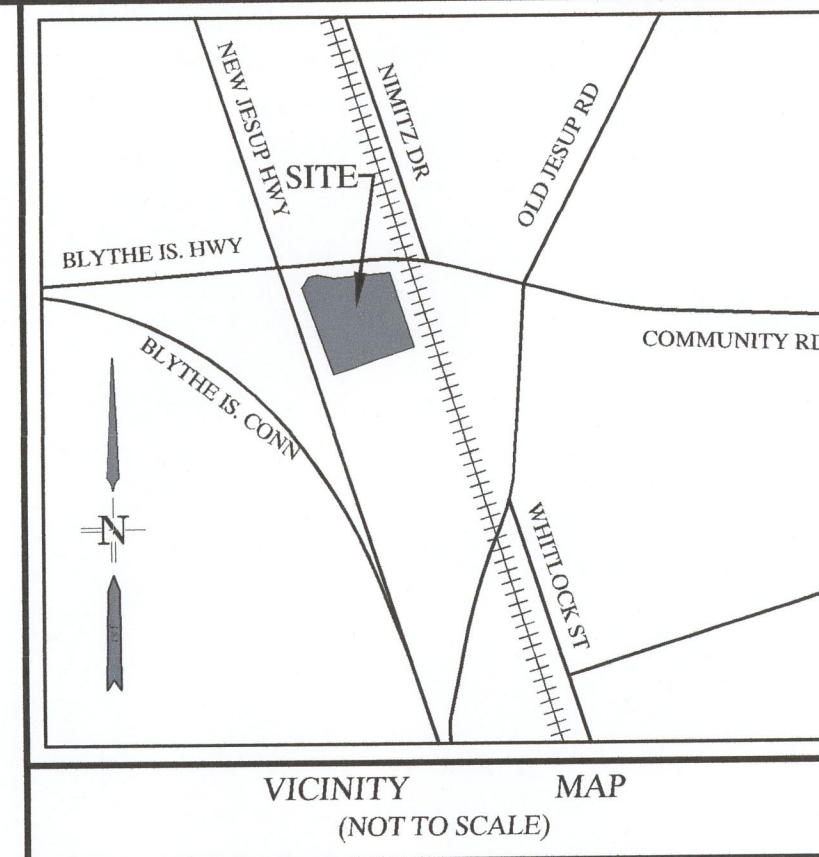 NEW JESUP HWY
NIMITZ DR
OLD JESUP RD
SITE
BLYTHE IS. HWY
COMMUNITY RD
BLYTHE IS. CONN
N
WHITLOCK ST
VICINITY MAP
(NOT TO SCALE)